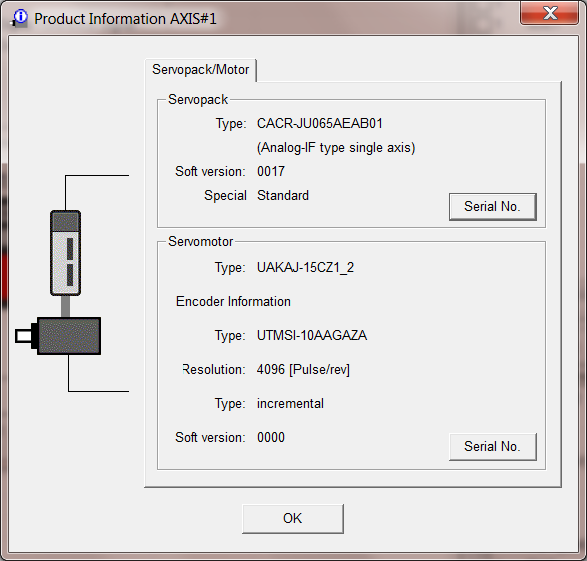 Product Information AXIS#1
Servopack/Motor
Servopack
Type: CACR-JU065AEAB01
(Analog-IF type single axis)
Soft version: 0017
Special Standard
Serial No.
Servomotor
Type: UAKAJ-15CZ1_2
Encoder Information
Type: UTMSI-10AAGAZA
Resolution: 4096 [Pulse/rev]
Type: incremental
Soft version: 0000
Serial No.
OK